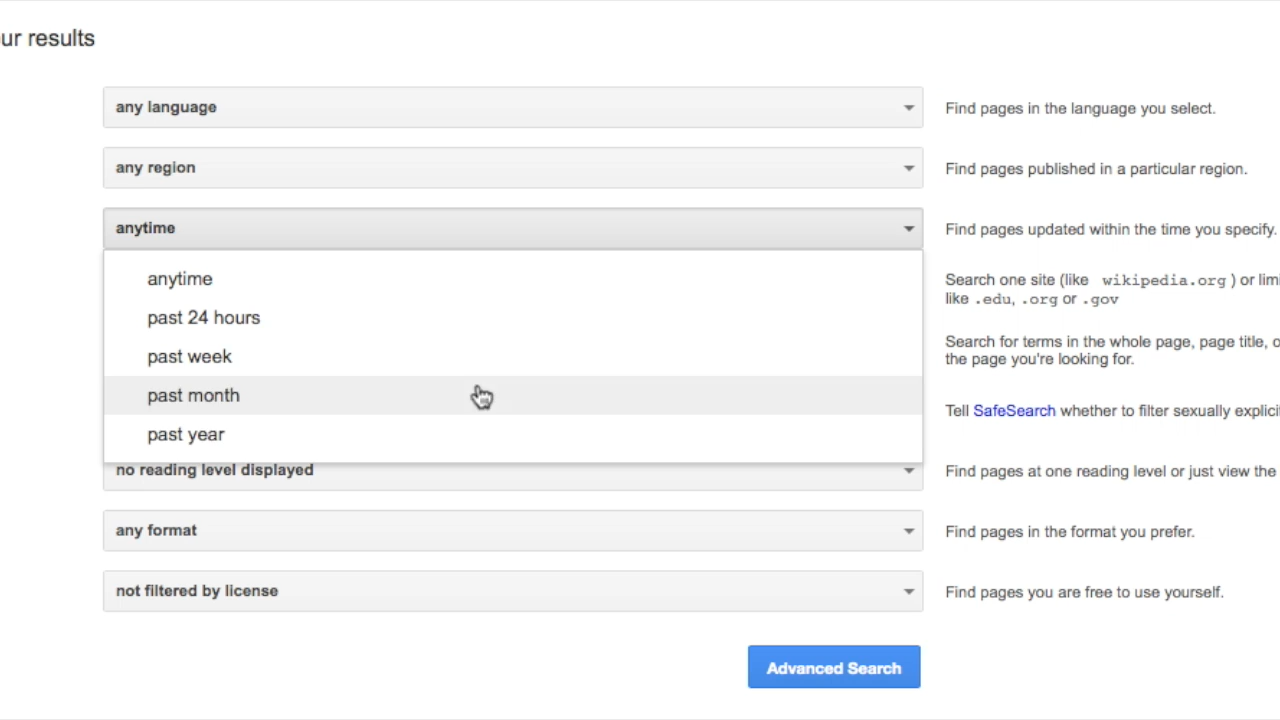 ur results
any language
Find pages in the language you select.
any region
Find pages published in a particular region.
anytime
Find pages updated within the time you specify.
anytime
past 24 hours
past week
past month
past year
Search one site (like wikipedia.org ) or limi
like .edu, .org or .gov
Search for terms in the whole page, page title, o
the page you're looking for.
Tell SafeSearch whether to filter sexually explici
no reading level displayed
Find pages at one reading level or just view the
any format
Find pages in the format you prefer.
not filtered by license
Find pages you are free to use yourself.
Advanced Search